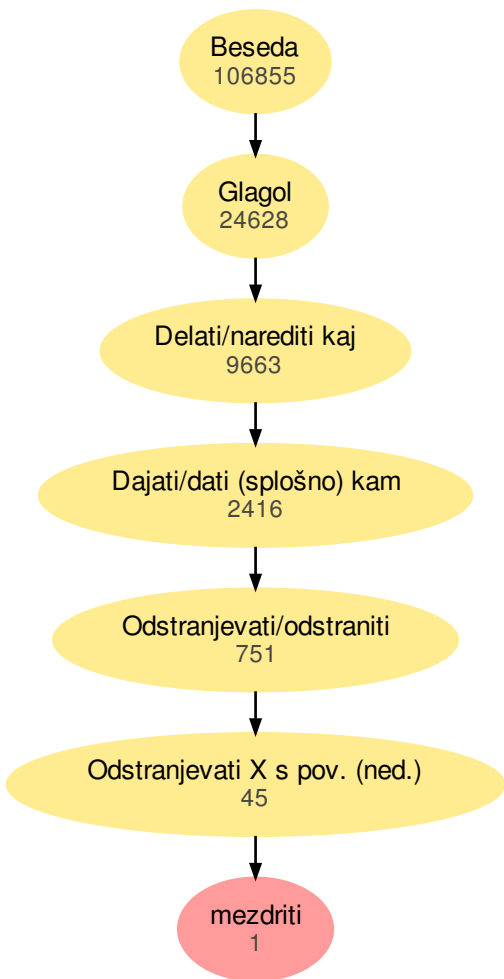 Beseda
106855
Glagol
24628
Delati/narediti kaj
9663
Dajati/dati (splošno) kam
2416
Odstranjevati/odstraniti
751
Odstranjevati X s pov. (ned.)
45
mezdriti
1